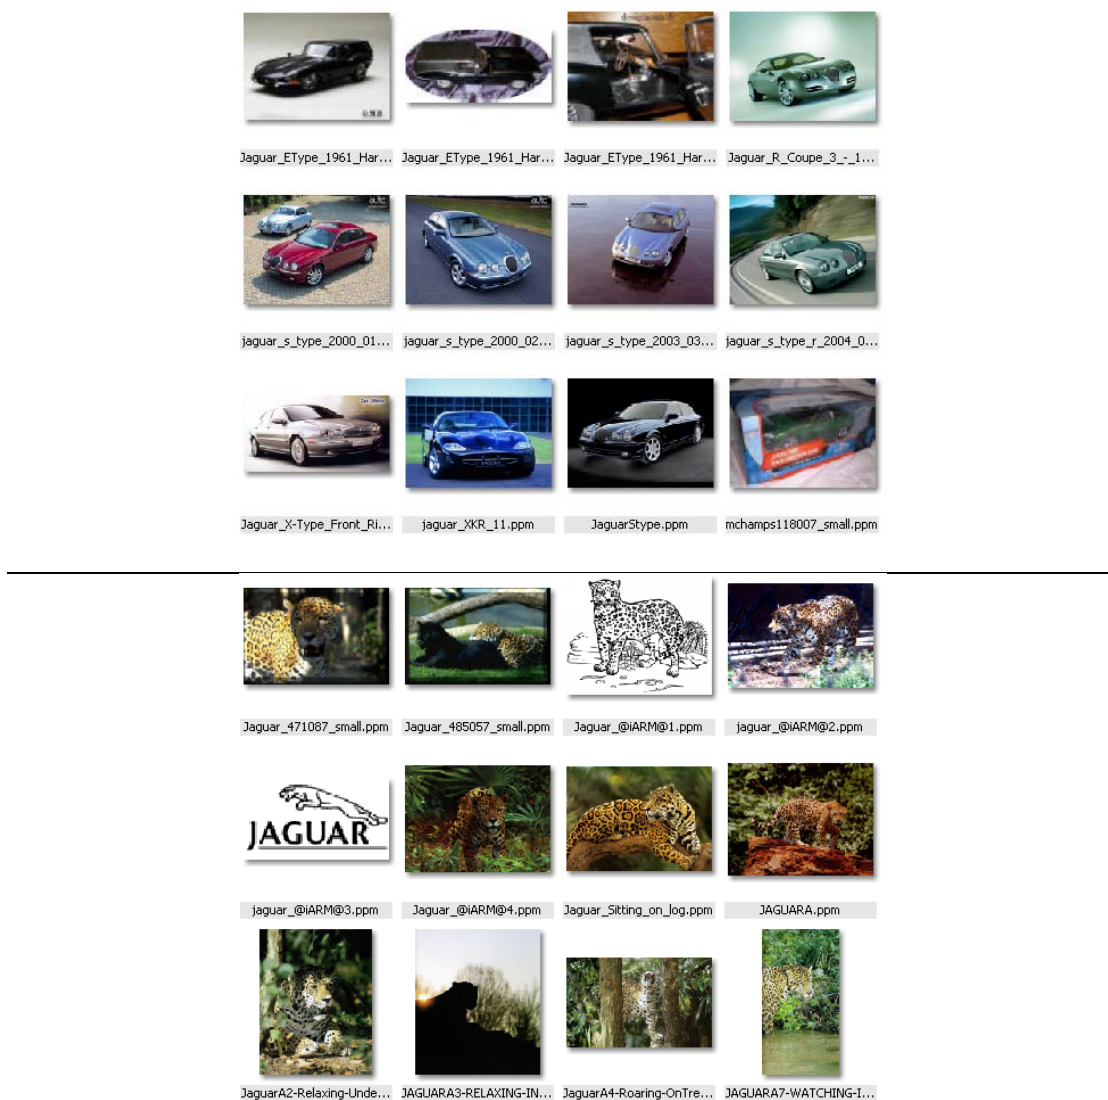 Jaguar_EType_1961_Har... Jaguar_EType_1961_Har... Jaguar_EType_1961_Har... Jaguar_R_Coupe_3_-_1...
jaguar_s_type_2000_01... jaguar_s_type_2000_02... jaguar_s_type_2003_03... jaguar_s_type_r_2004_0...
Jaguar_X-Type_Front_Ri... jaguar_XKR_11.ppm JaguarStype.ppm mchamps118007_small.ppm
Jaguar_471087_small.ppm Jaguar_485057_small.ppm Jaguar_@iARM@1.ppm jaguar_@iARM@2.ppm
JAGUAR
jaguar_@iARM@3.ppm Jaguar_@iARM@4.ppm Jaguar_Sitting_on_log.ppm JAGUARA.ppm
JaguarA2-Relaxing-Unde... JAGUARA3-RELAXING-IN... JaguarA4-Roaring-OnTre... JAGUARA7-WATCHING-I...